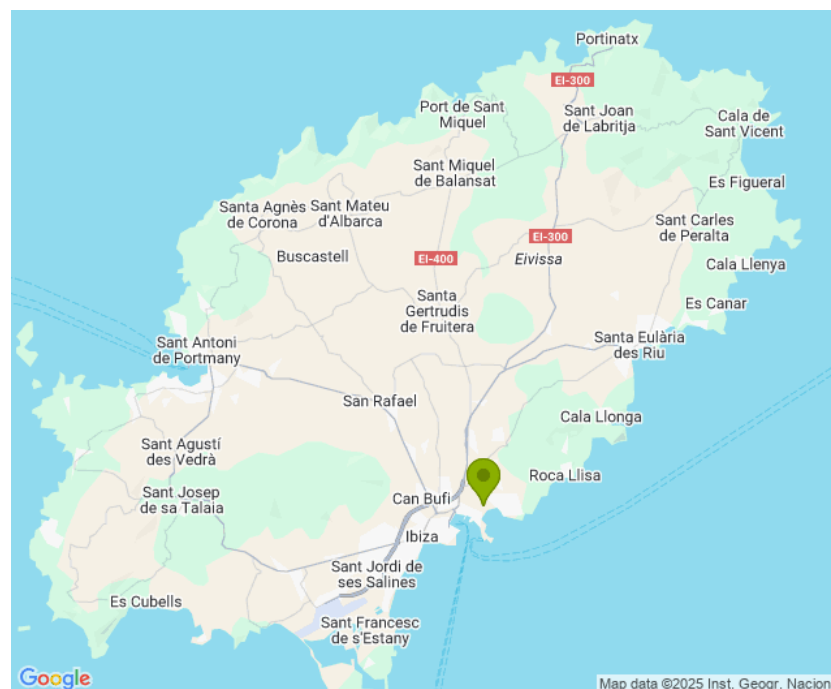 Portinatx
EI-300
Port de Sant
Miquel
Sant Joan
de Labritja
Cala de
Sant Vicent
Sant Miquel
de Balansat
Es Figueral
Santa Agnès
de Corona
Sant Mateu
d'Albarca
Sant Carles
de Peralta
EI-300
Buscastell
EI-400
Eivissa
Cala Llenya
Santa
Gertrudis
de Fruitera
Es Canar
Sant Antoni
de Portmany
Santa Eulària
des Riu
San Rafael
Cala Llonga
Sant Agustí
des Vedrà
Roca Llisa
Sant Josep
de sa Talaia
Can Bufi
Ibiza
Sant Jordi de
ses Salines
Es Cubells
Sant Francesc
de s'Estany
Google
Map data ©2025 Inst. Geogr. Nacion